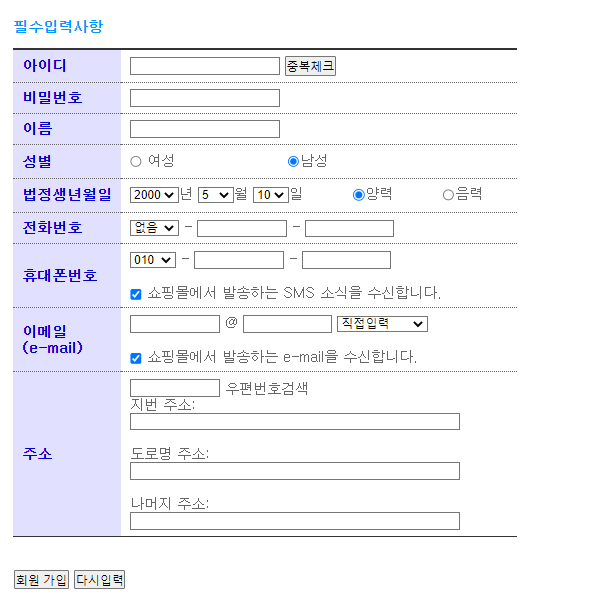 필수입력사항
아이디 중복체크
비밀번호
이름
성별 여성 남성
법정생년월일 2000 년 5 월 10 일 양력 음력
전화번호 없음 - -
휴대폰번호 010 - -
쇼핑몰에서 발송하는 SMS 소식을 수신합니다.
이메일
(e-mail) @ 직접입력
쇼핑몰에서 발송하는 e-mail을 수신합니다.
우편번호검색
지번 주소:
주소
도로명 주소:
나머지 주소:
회원 가입 다시입력